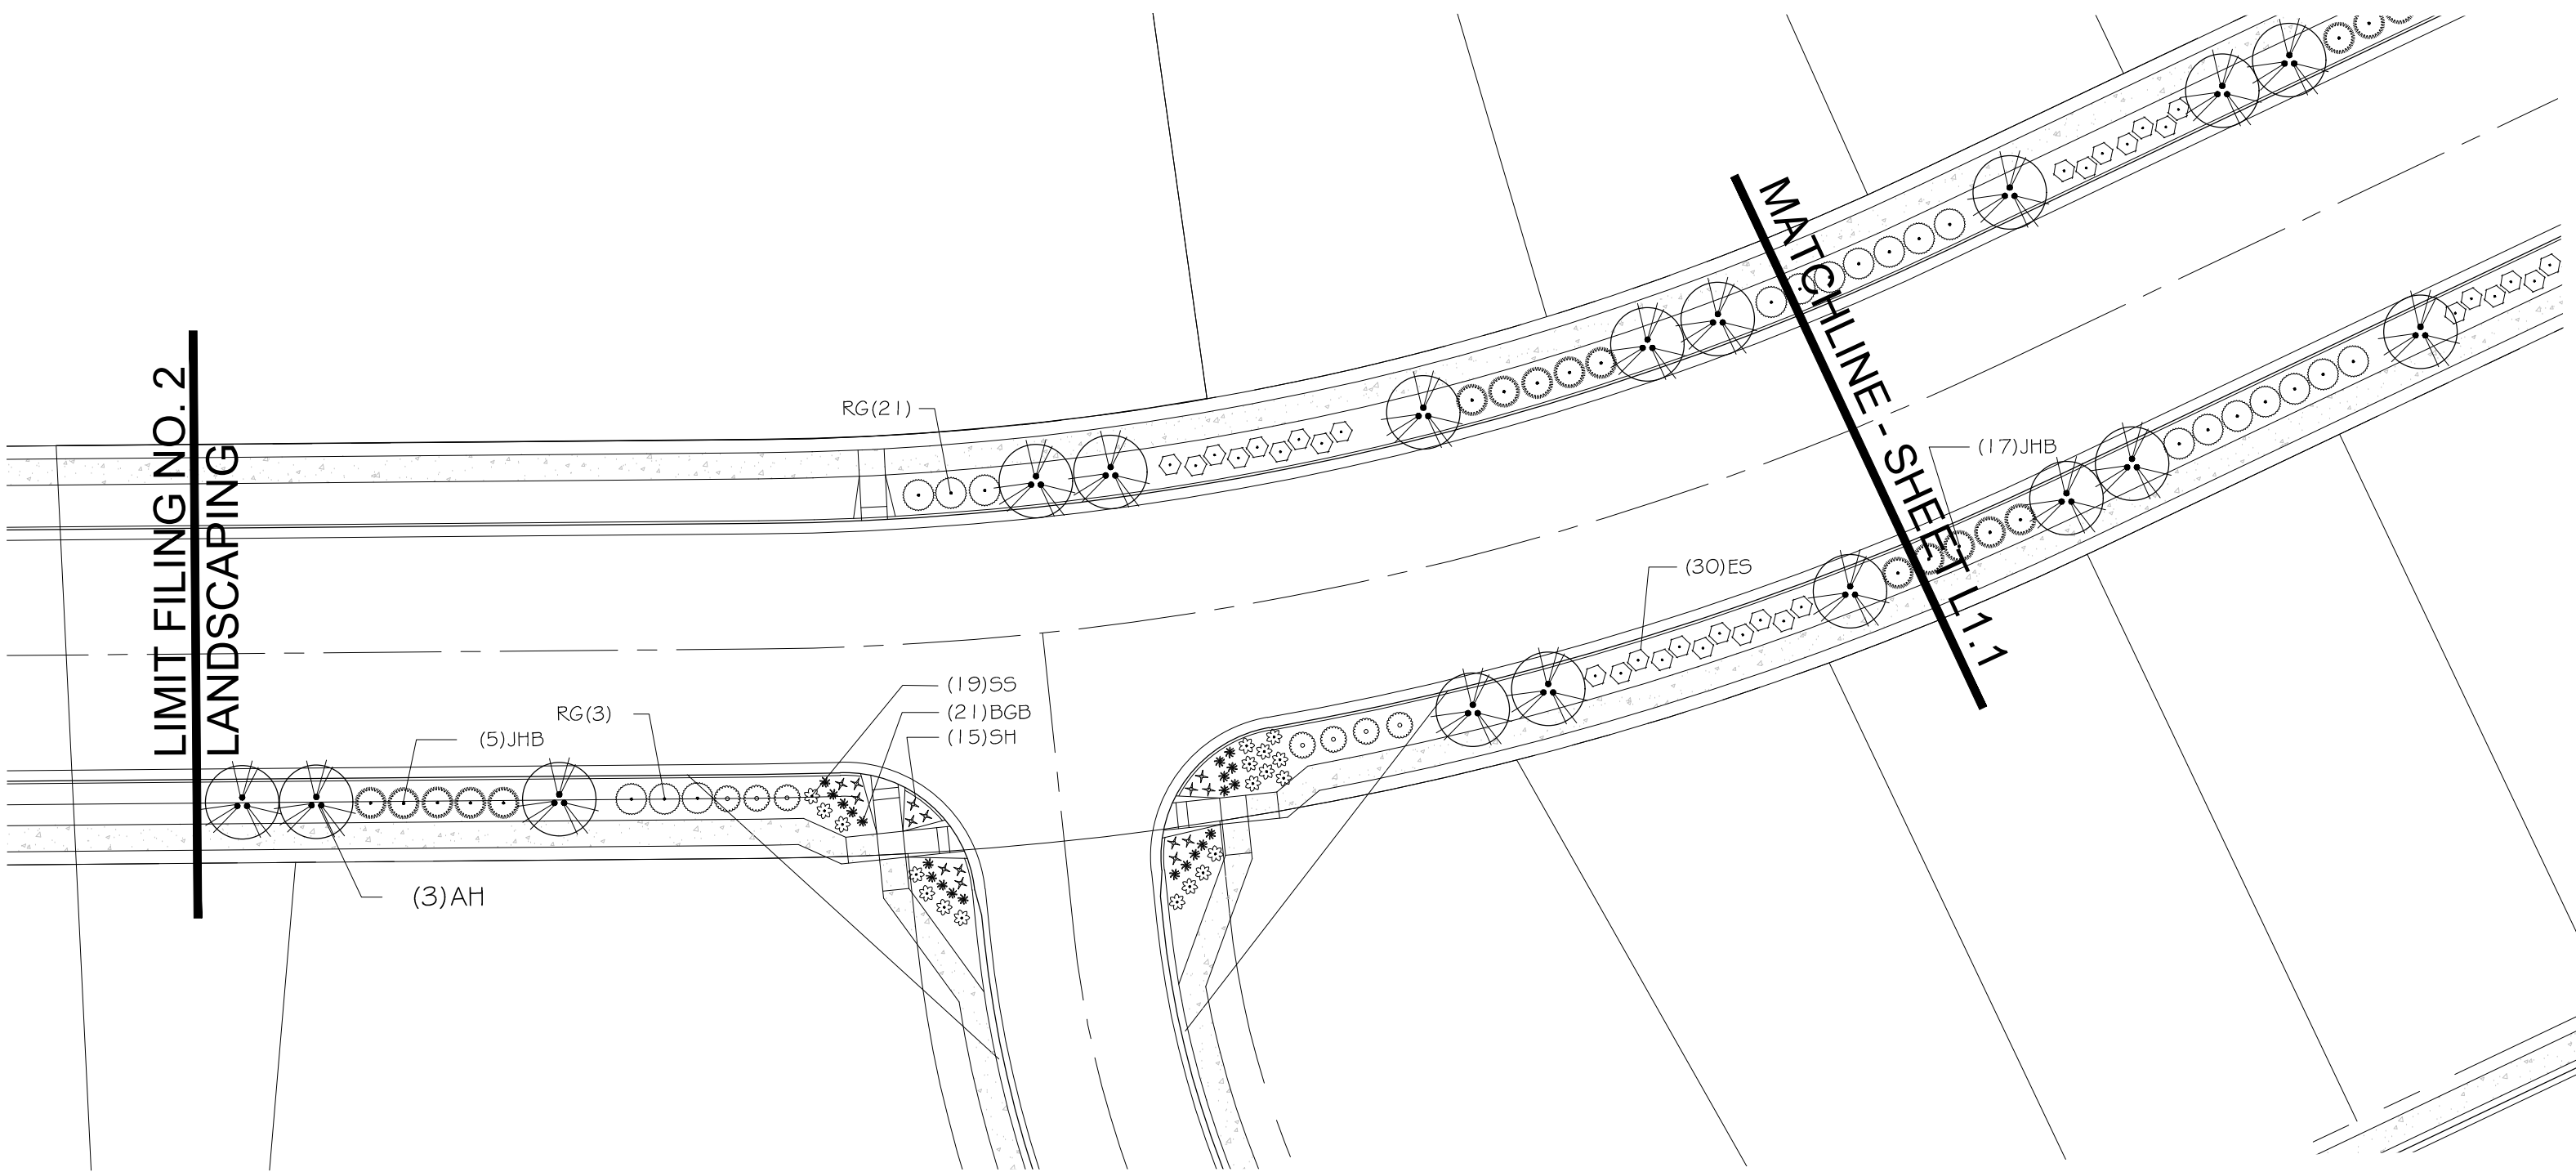 LIMIT FILING NO. 2
LANDSCAPING
RG(21)
MATCHLINE - SHEET L1.1
(17)JHB
(30)ES
(19)SS
(21)BGB
(15)SH
RG(3)
(5)JHB
(3)AH